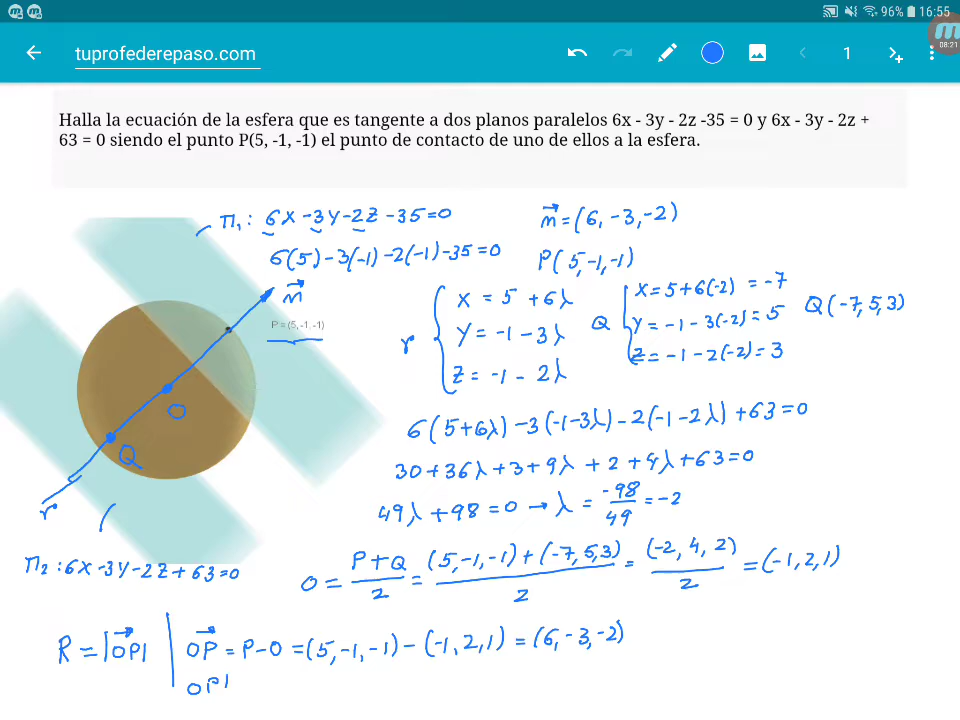 96% 16:55
tuprofederepaso.com
1
08:21
Halla la ecuación de la esfera que es tangente a dos planos paralelos 6x - 3y - 2z -35 = 0 y 6x - 3y - 2z +
63 = 0 siendo el punto P(5, -1, -1) el punto de contacto de uno de ellos a la esfera.
π₁: 6x -3y -2z -35=0
n⃗ = (6, -3, -2)
6(5) -3(-1) -2(-1) -35=0
P(5,-1,-1)
n⃗
P = (5, -1, -1)
r { x = 5 + 6λ
y = -1 - 3λ
z = -1 - 2λ
Q { x = 5+6(-2) = -7
y = -1 - 3(-2) = 5
z = -1 - 2(-2) = 3
Q(-7,5,3)
O
Q
r
6(5+6λ) -3(-1-3λ) -2(-1-2λ) +63=0
30+36λ+3+9λ+2+4λ+63=0
49λ+98=0 → λ = -98/49 = -2
π₂: 6x -3y -2z +63=0
O = P+Q/2 = (5,-1,-1)+(-7,5,3)/2 = (-2,4,2)/2 = (-1,2,1)
R = |OP⃗| | OP⃗ = P-O = (5,-1,-1) - (-1,2,1) = (6,-3,-2)
OP|